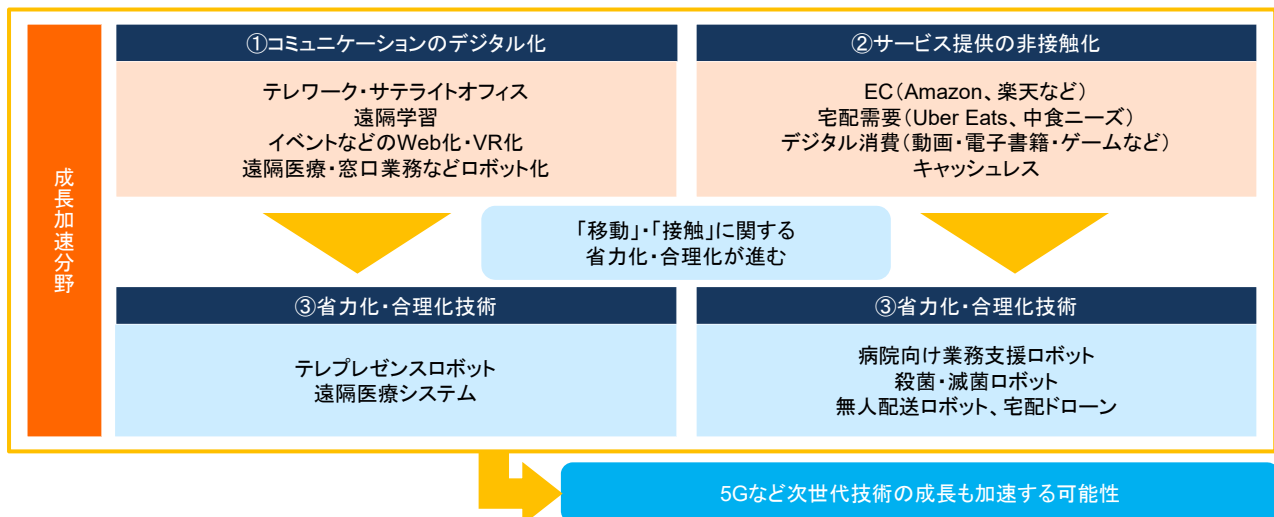 成長加速分野
①コミュニケーションのデジタル化
テレワーク・サテライトオフィス
遠隔学習
イベントなどのWeb化・VR化
遠隔医療・窓口業務などロボット化
②サービス提供の非接触化
EC(Amazon、楽天など)
宅配需要(Uber Eats、中食ニーズ)
デジタル消費(動画・電子書籍・ゲームなど)
キャッシュレス
「移動」・「接触」に関する
省力化・合理化が進む
③省力化・合理化技術
テレプレゼンスロボット
遠隔医療システム
③省力化・合理化技術
病院向け業務支援ロボット
殺菌・滅菌ロボット
無人配送ロボット、宅配ドローン
5Gなど次世代技術の成長も加速する可能性